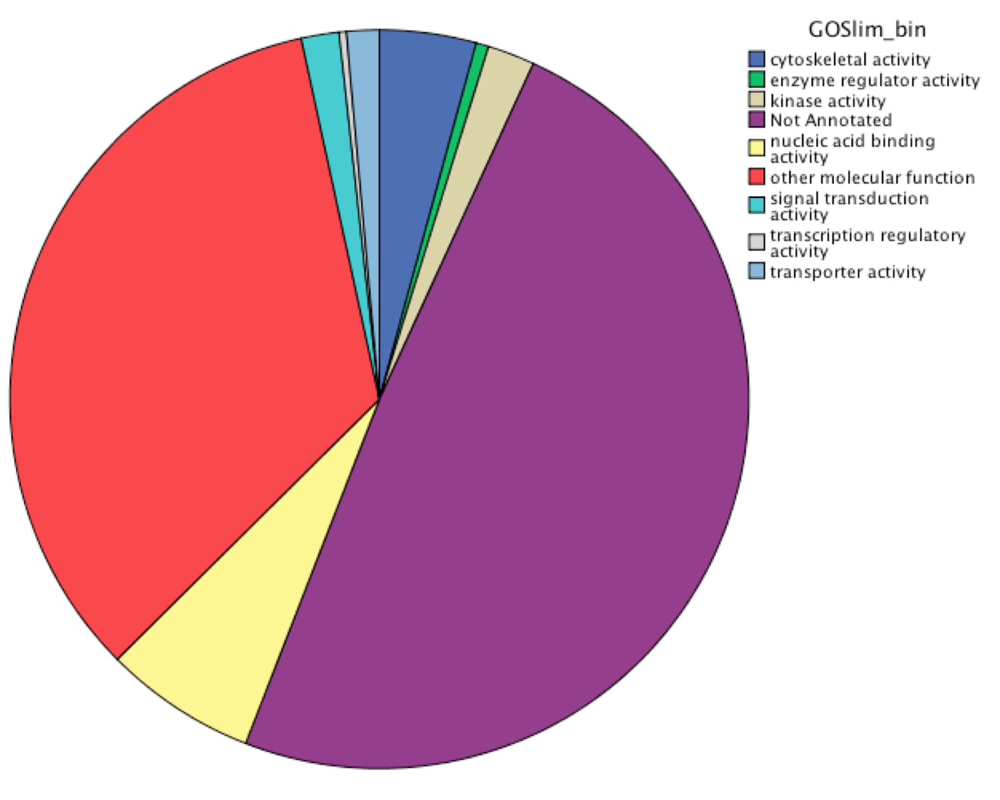 GOSlim_bin
cytoskeletal activity
enzyme regulator activity
kinase activity
Not Annotated
nucleic acid binding
activity
other molecular function
signal transduction
activity
transcription regulatory
activity
transporter activity